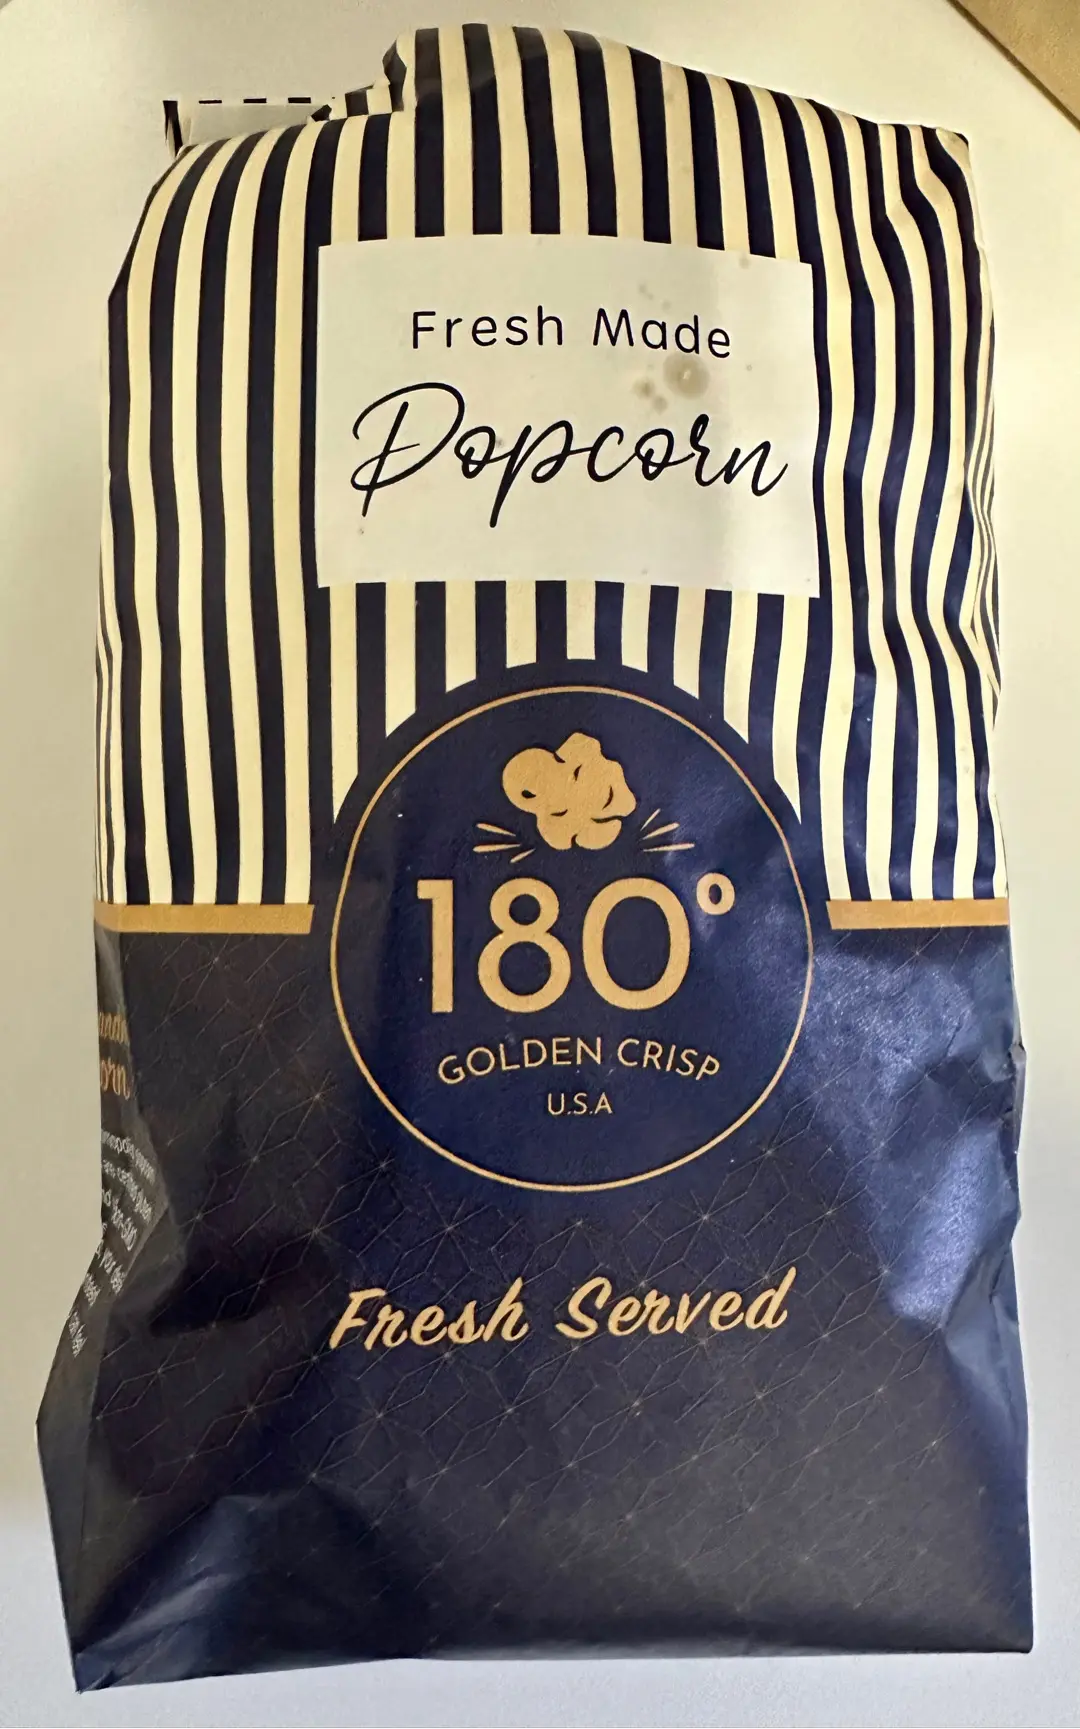 Fresh Made
Popcorn
180°
GOLDEN CRISP
U.S.A
Fresh Served